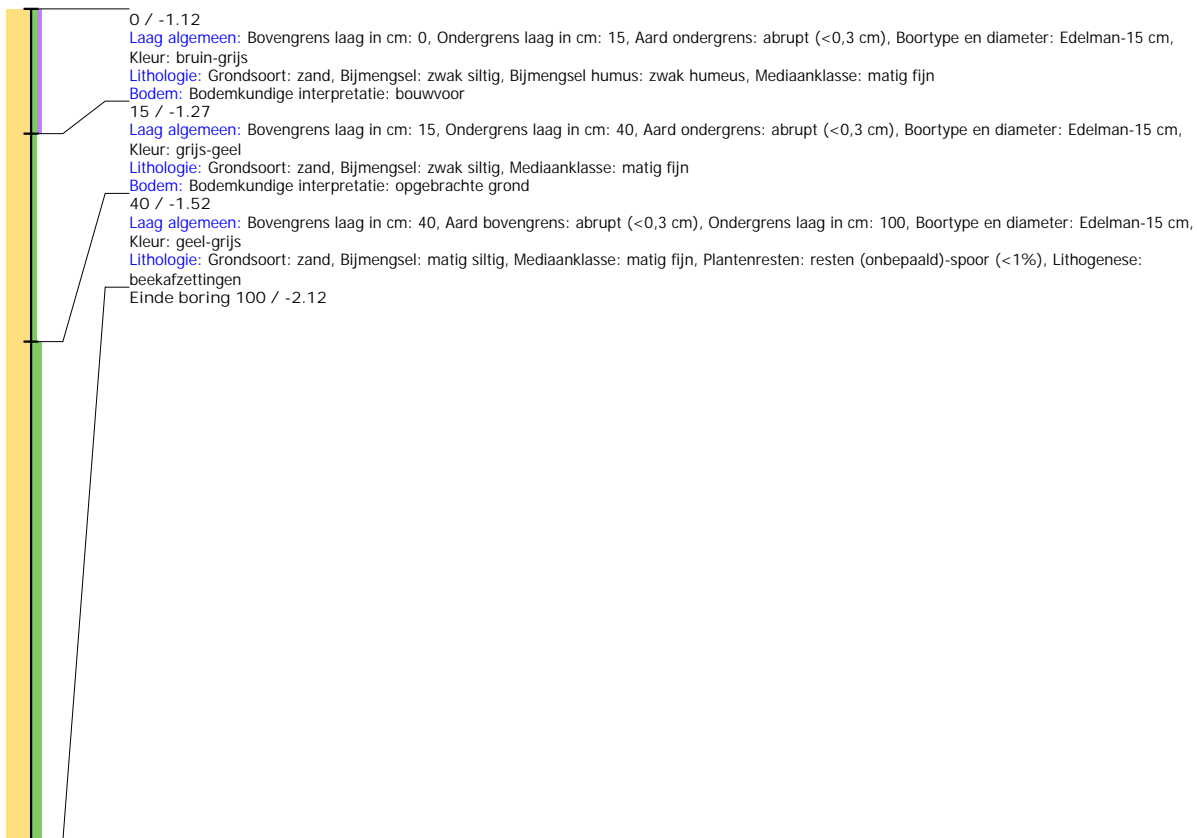 0 / -1.12
Laag algemeen: Bovengrens laag in cm: 0, Ondergrens laag in cm: 15, Aard ondergrens: abrupt (<0,3 cm), Boortype en diameter: Edelman-15 cm,
Kleur: bruin-grijs
Lithologie: Grondsoort: zand, Bijmengsel: zwak siltig, Bijmengsel humus: zwak humeus, Mediaanklasse: matig fijn
Bodem: Bodemkundige interpretatie: bouwvoor
15 / -1.27
Laag algemeen: Bovengrens laag in cm: 15, Ondergrens laag in cm: 40, Aard ondergrens: abrupt (<0,3 cm), Boortype en diameter: Edelman-15 cm,
Kleur: grijs-geel
Lithologie: Grondsoort: zand, Bijmengsel: zwak siltig, Mediaanklasse: matig fijn
Bodem: Bodemkundige interpretatie: opgebrachte grond
40 / -1.52
Laag algemeen: Bovengrens laag in cm: 40, Aard bovengrens: abrupt (<0,3 cm), Ondergrens laag in cm: 100, Boortype en diameter: Edelman-15 cm,
Kleur: geel-grijs
Lithologie: Grondsoort: zand, Bijmengsel: matig siltig, Mediaanklasse: matig fijn, Plantenresten: resten (onbepaald)-spoor (<1%), Lithogenese:
beekafzettingen
Einde boring 100 / -2.12